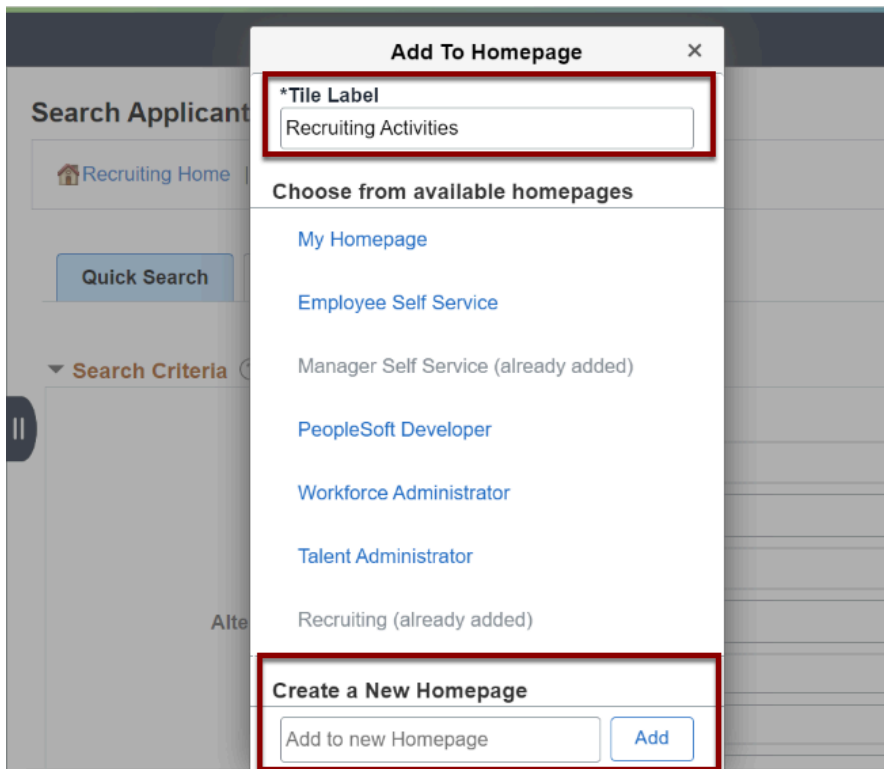 Add To Homepage ×
*Tile Label
Recruiting Activities
Search Applicant
Recruiting Home |
Choose from available homepages
My Homepage
Quick Search
Employee Self Service
Manager Self Service (already added)
Search Criteria
PeopleSoft Developer
Workforce Administrator
Talent Administrator
Alte
Recruiting (already added)
Create a New Homepage
Add to new Homepage
Add